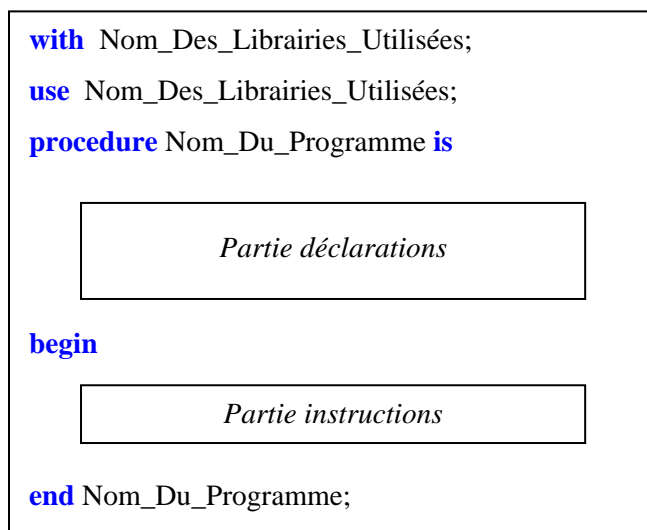 with Nom_Des_Librairies_Utilisées;
use Nom_Des_Librairies_Utilisées;
procedure Nom_Du_Programme is
Partie déclarations
begin
Partie instructions
end Nom_Du_Programme;